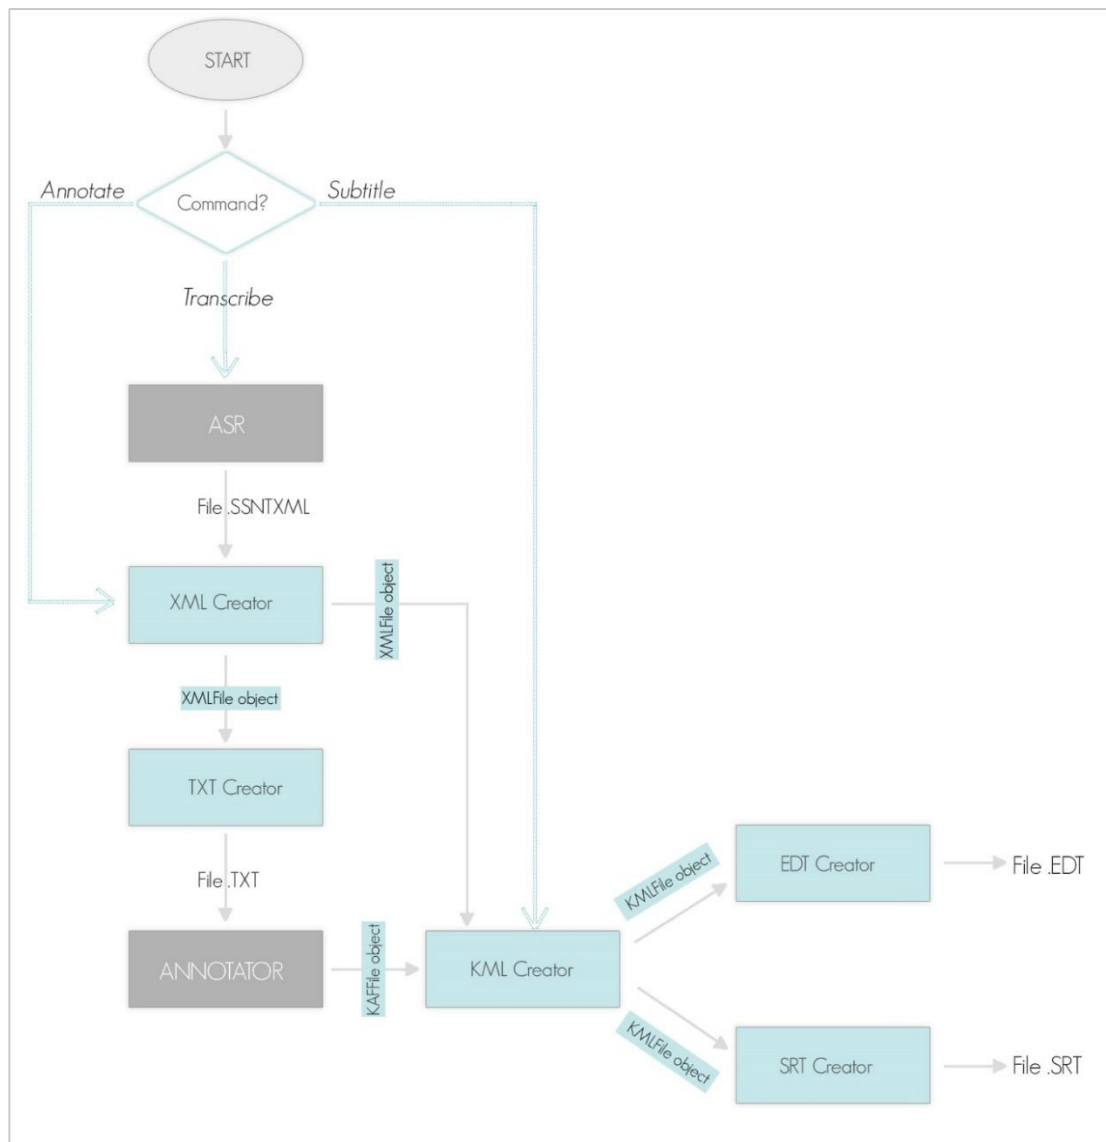 START
Annotate
Command?
Subtitle
Transcribe
ASR
File .SSNTXML
XML Creator
XMLFile object
XMLFile object
TXT Creator
File .TXT
ANNOTATOR
KAFFile object
KML Creator
KMLFile object
EDT Creator
File .EDT
KMLFile object
SRT Creator
File .SRT